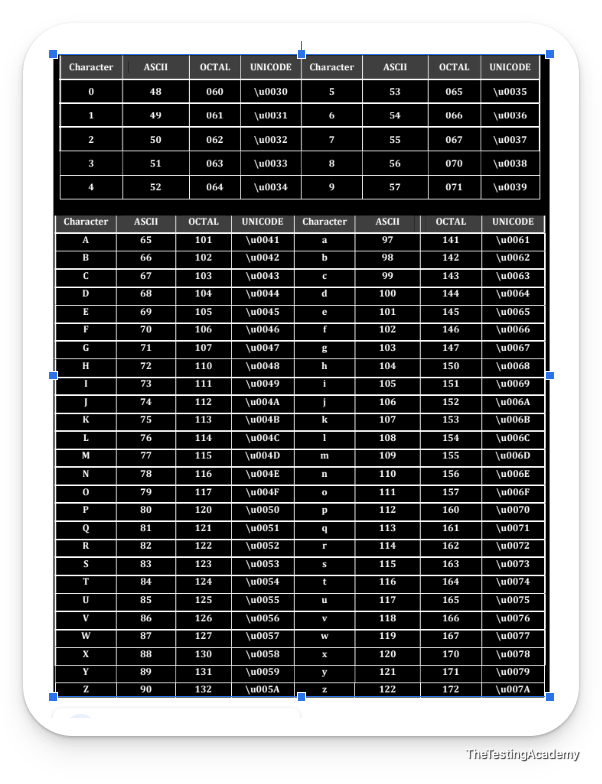 Character ASCII OCTAL UNICODE Character ASCII OCTAL UNICODE
0 48 060 \u0030 5 53 065 \u0035
1 49 061 \u0031 6 54 066 \u0036
2 50 062 \u0032 7 55 067 \u0037
3 51 063 \u0033 8 56 070 \u0038
4 52 064 \u0034 9 57 071 \u0039
Character ASCII OCTAL UNICODE Character ASCII OCTAL UNICODE
A 65 101 \u0041 a 97 141 \u0061
B 66 102 \u0042 b 98 142 \u0062
C 67 103 \u0043 c 99 143 \u0063
D 68 104 \u0044 d 100 144 \u0064
E 69 105 \u0045 e 101 145 \u0065
F 70 106 \u0046 f 102 146 \u0066
G 71 107 \u0047 g 103 147 \u0067
H 72 110 \u0048 h 104 150 \u0068
I 73 111 \u0049 i 105 151 \u0069
J 74 112 \u004A j 106 152 \u006A
K 75 113 \u004B k 107 153 \u006B
L 76 114 \u004C l 108 154 \u006C
M 77 115 \u004D m 109 155 \u006D
N 78 116 \u004E n 110 156 \u006E
O 79 117 \u004F o 111 157 \u006F
P 80 120 \u0050 p 112 160 \u0070
Q 81 121 \u0051 q 113 161 \u0071
R 82 122 \u0052 r 114 162 \u0072
S 83 123 \u0053 s 115 163 \u0073
T 84 124 \u0054 t 116 164 \u0074
U 85 125 \u0055 u 117 165 \u0075
V 86 126 \u0056 v 118 166 \u0076
W 87 127 \u0057 w 119 167 \u0077
X 88 130 \u0058 x 120 170 \u0078
Y 89 131 \u0059 y 121 171 \u0079
Z 90 132 \u005A z 122 172 \u007A
TheTestingAcademy